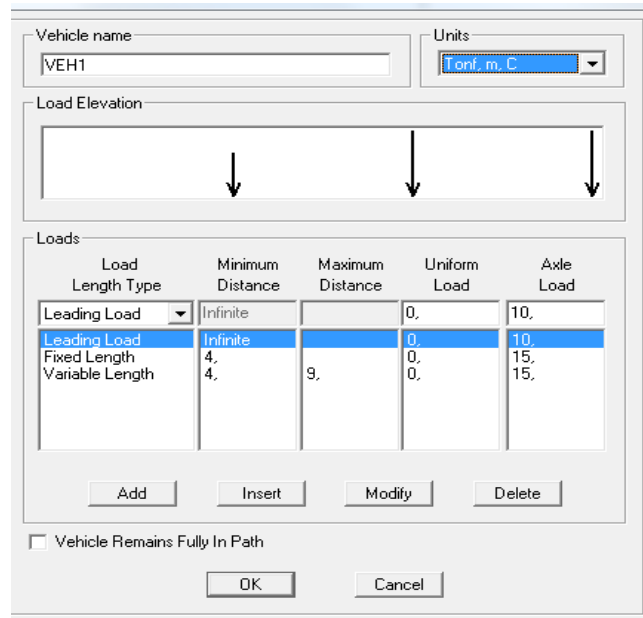 Vehicle name
VEH1
Units
Tonf, m, C
Load Elevation
Loads
Load Length Type Minimum Distance Maximum Distance Uniform Load Axle Load
Leading Load Infinite 0, 10,
Leading Load Infinite 0, 10,
Fixed Length 4, 0, 15,
Variable Length 4, 9, 0, 15,
Add Insert Modify Delete
Vehicle Remains Fully In Path
OK Cancel